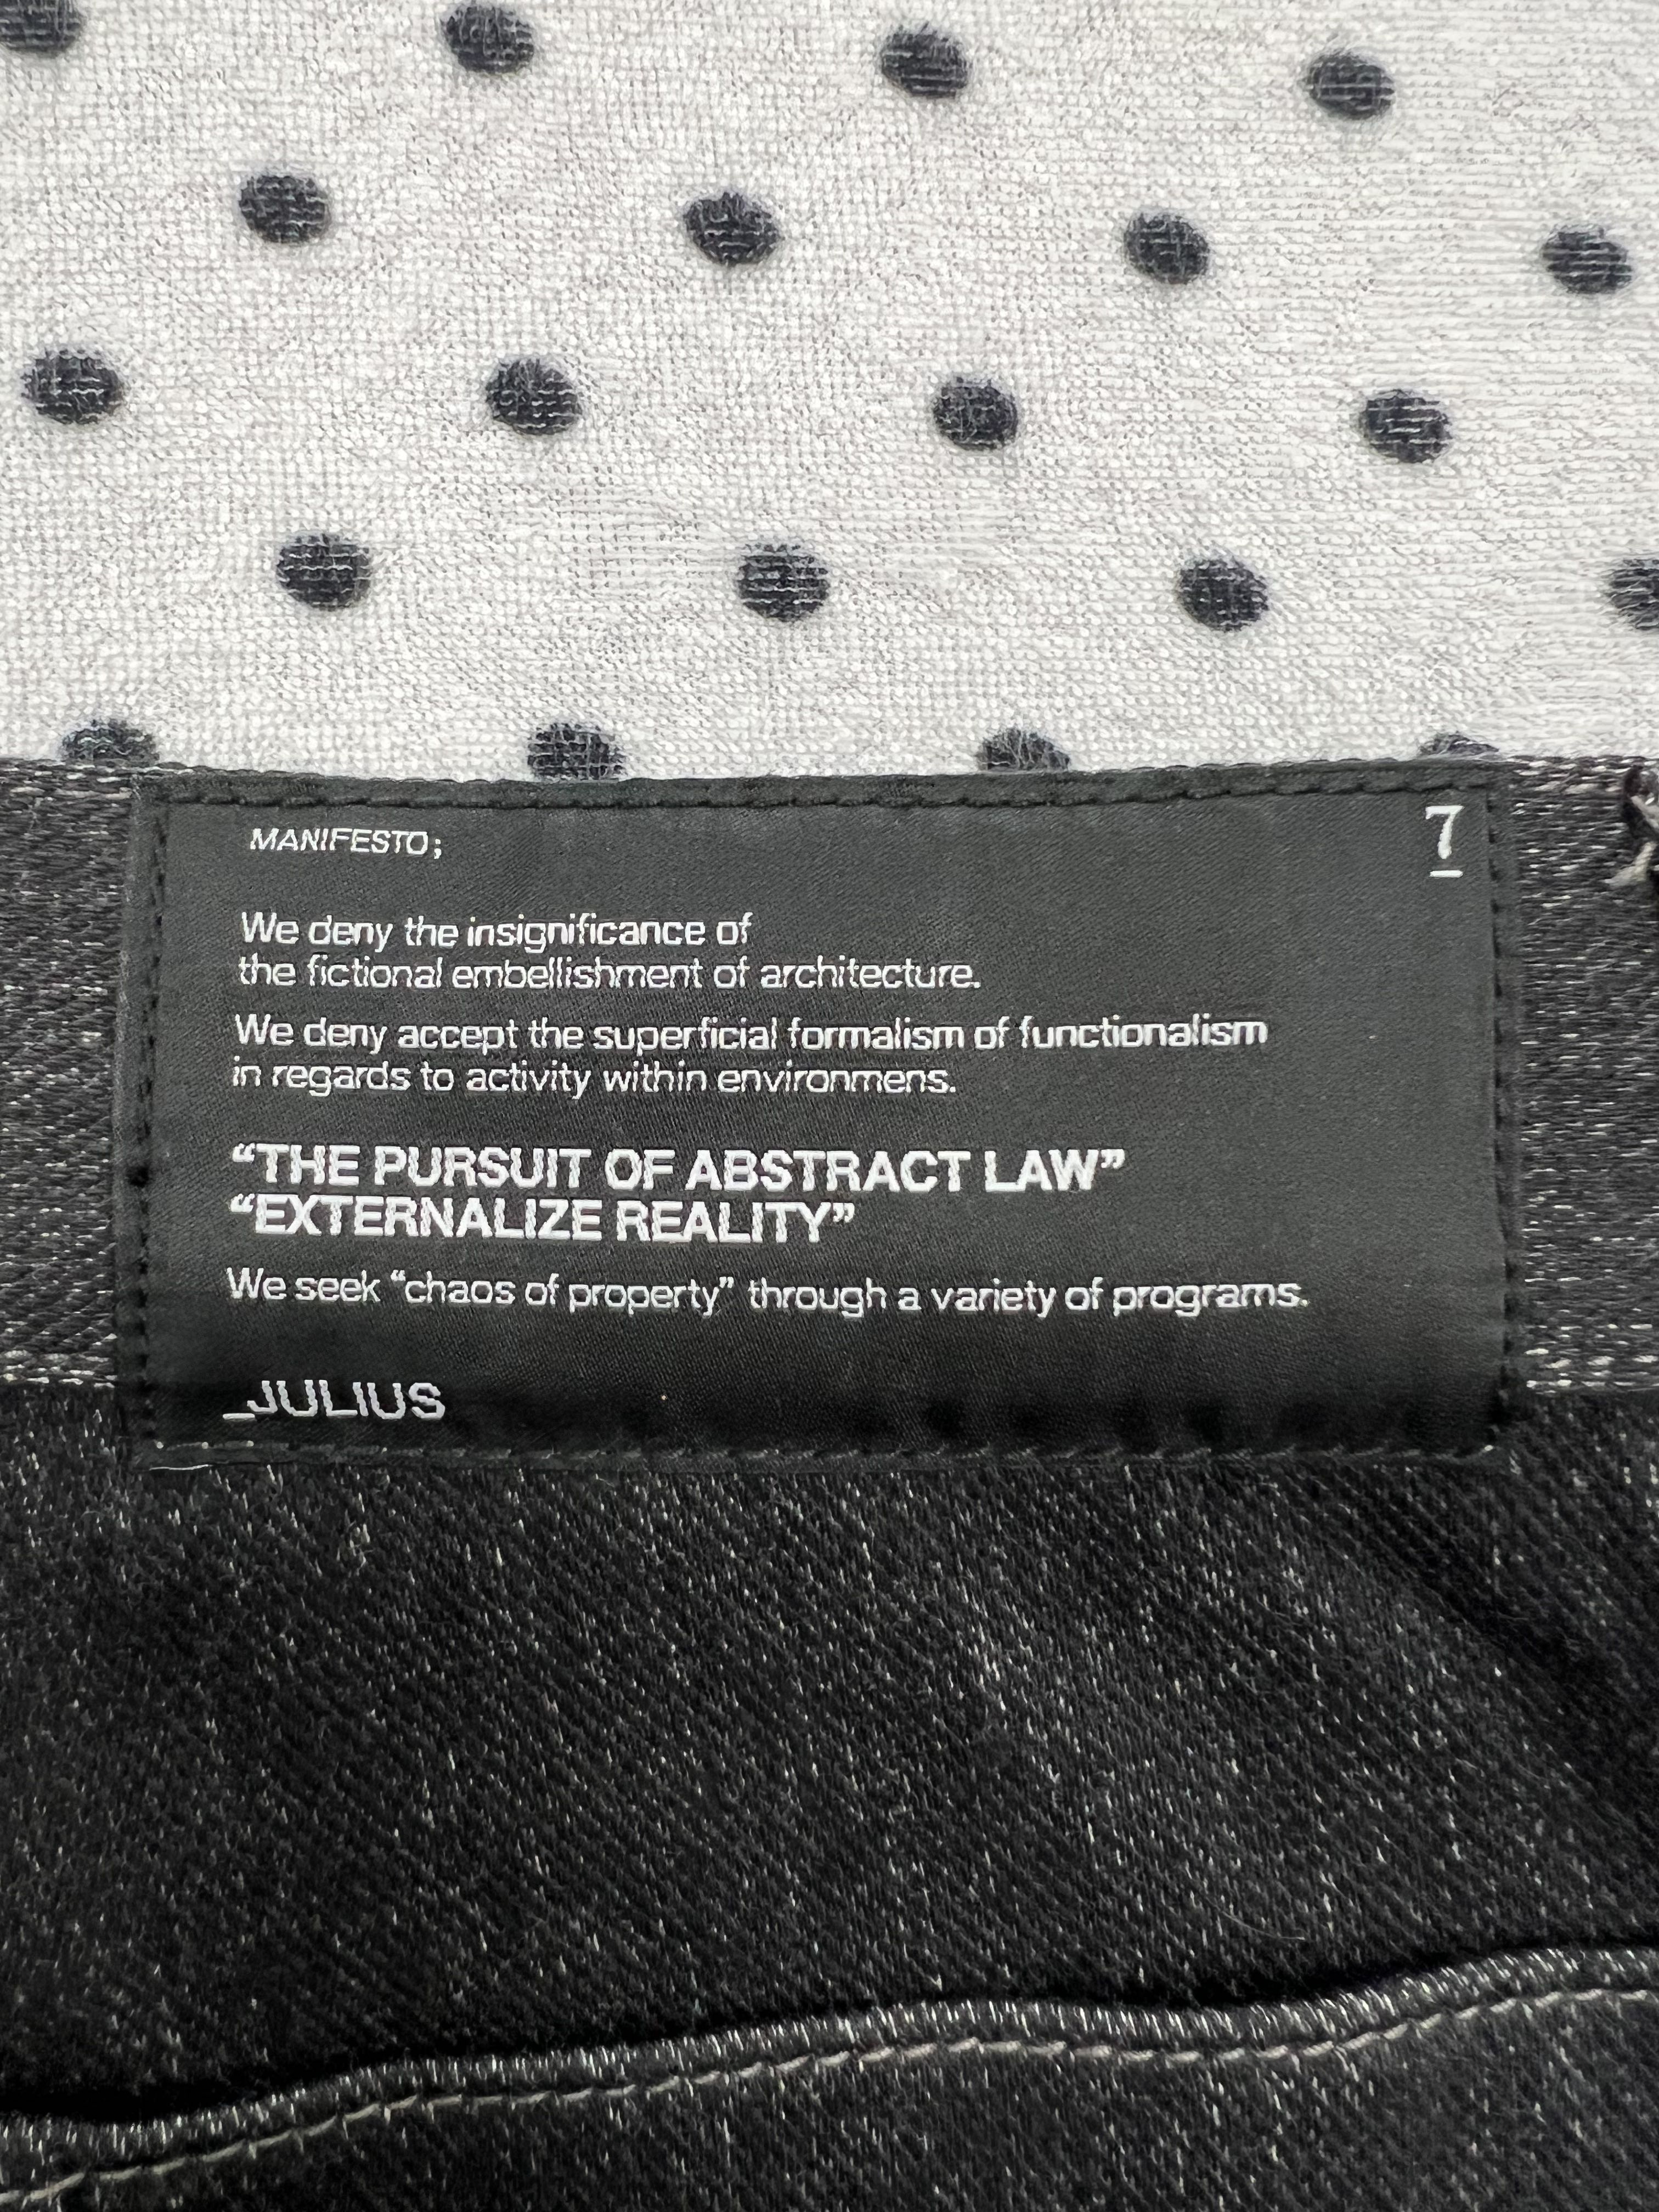 MANIFESTO;
7
We deny the insignificance of
the fictional embellishment of architecture.
We deny accept the superficial formalism of functionalism
in regards to activity within environmens.
“THE PURSUIT OF ABSTRACT LAW”
“EXTERNALIZE REALITY”
We seek “chaos of property” through a variety of programs.
_JULIUS